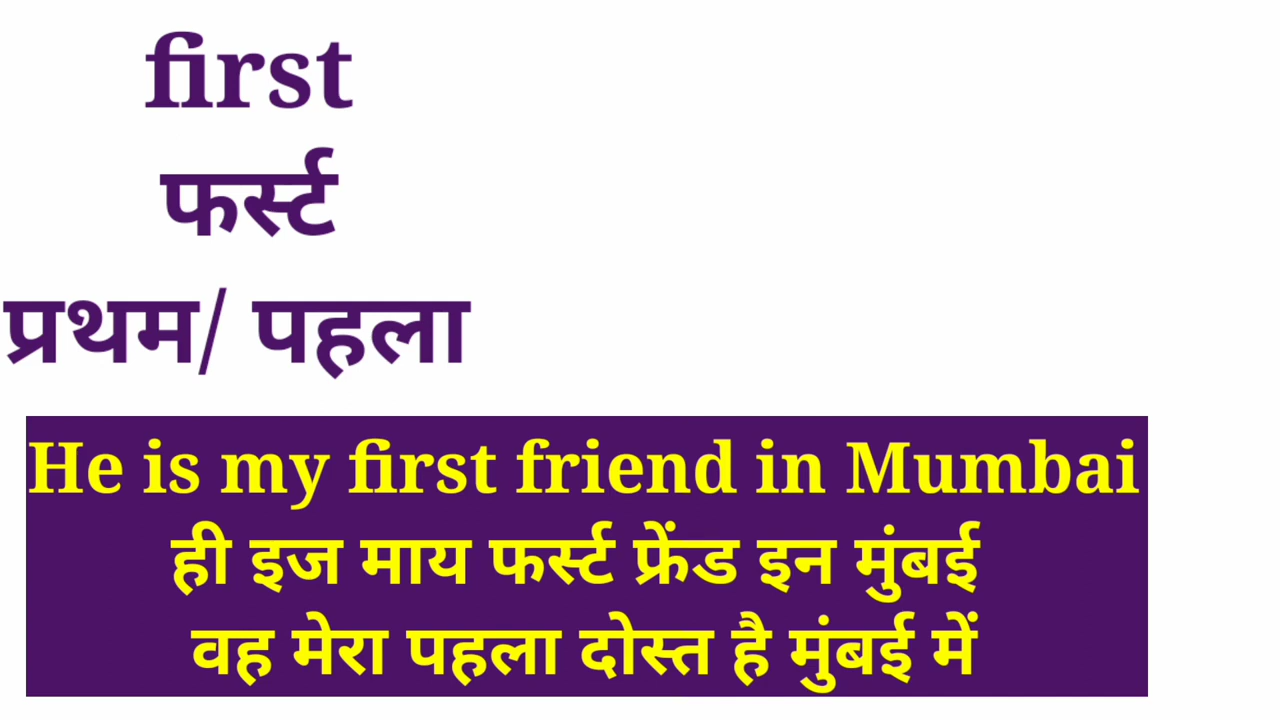 first
फर्स्ट
प्रथम/ पहला
He is my first friend in Mumbai
ही इज माय फर्स्ट फ्रेंड इन मुंबई
वह मेरा पहला दोस्त है मुंबई में